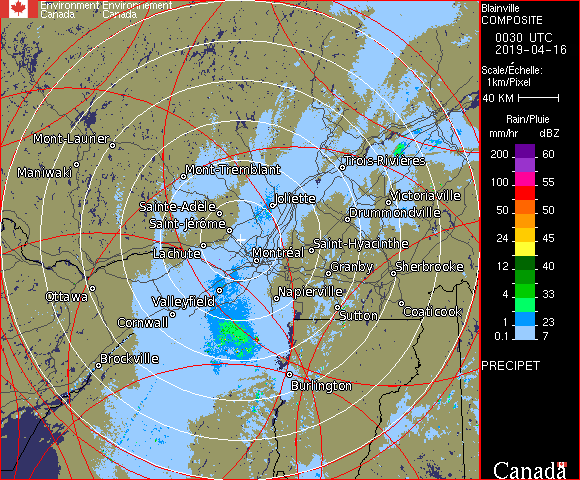 Environment Environnement
Canada Canada
Blainville
COMPOSITE
0030 UTC
2019-04-16
Scale/Échelle:
1km/Pixel
40 KM
Rain/Pluie
mm/hr dBZ
200 60
100 55
50 50
24 45
12 40
4 33
1 23
0.1 7
PRECIPET
Canada
Mont-Laurier
Maniwaki
Mont-Tremblant
Trois-Rivières
Sainte-Adèle
Joliette
Victoriaville
Drummondville
Saint-Jérôme
Lachute
Montréal
Saint-Hyacinthe
Granby
Sherbrooke
Ottawa
Valleyfield
Napierville
Cornwall
Sutton
Coaticook
Brockville
Burlington